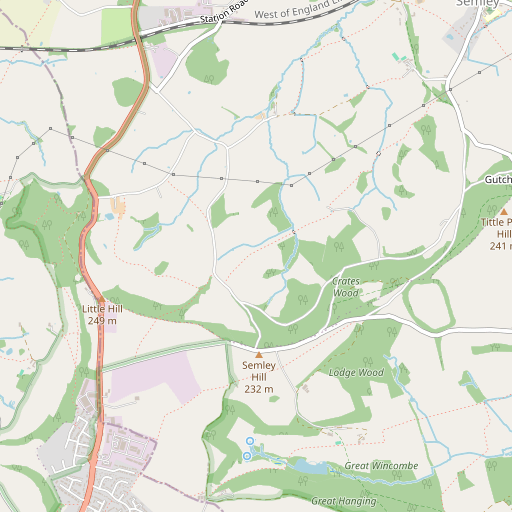 Semley
Station Road
West of England L
Gutch
Tittle P
Hill
241 m
Crates
Wood
Little Hill
249 m
Semley
Hill
232 m
Lodge Wood
Great Wincombe
Great Hanging